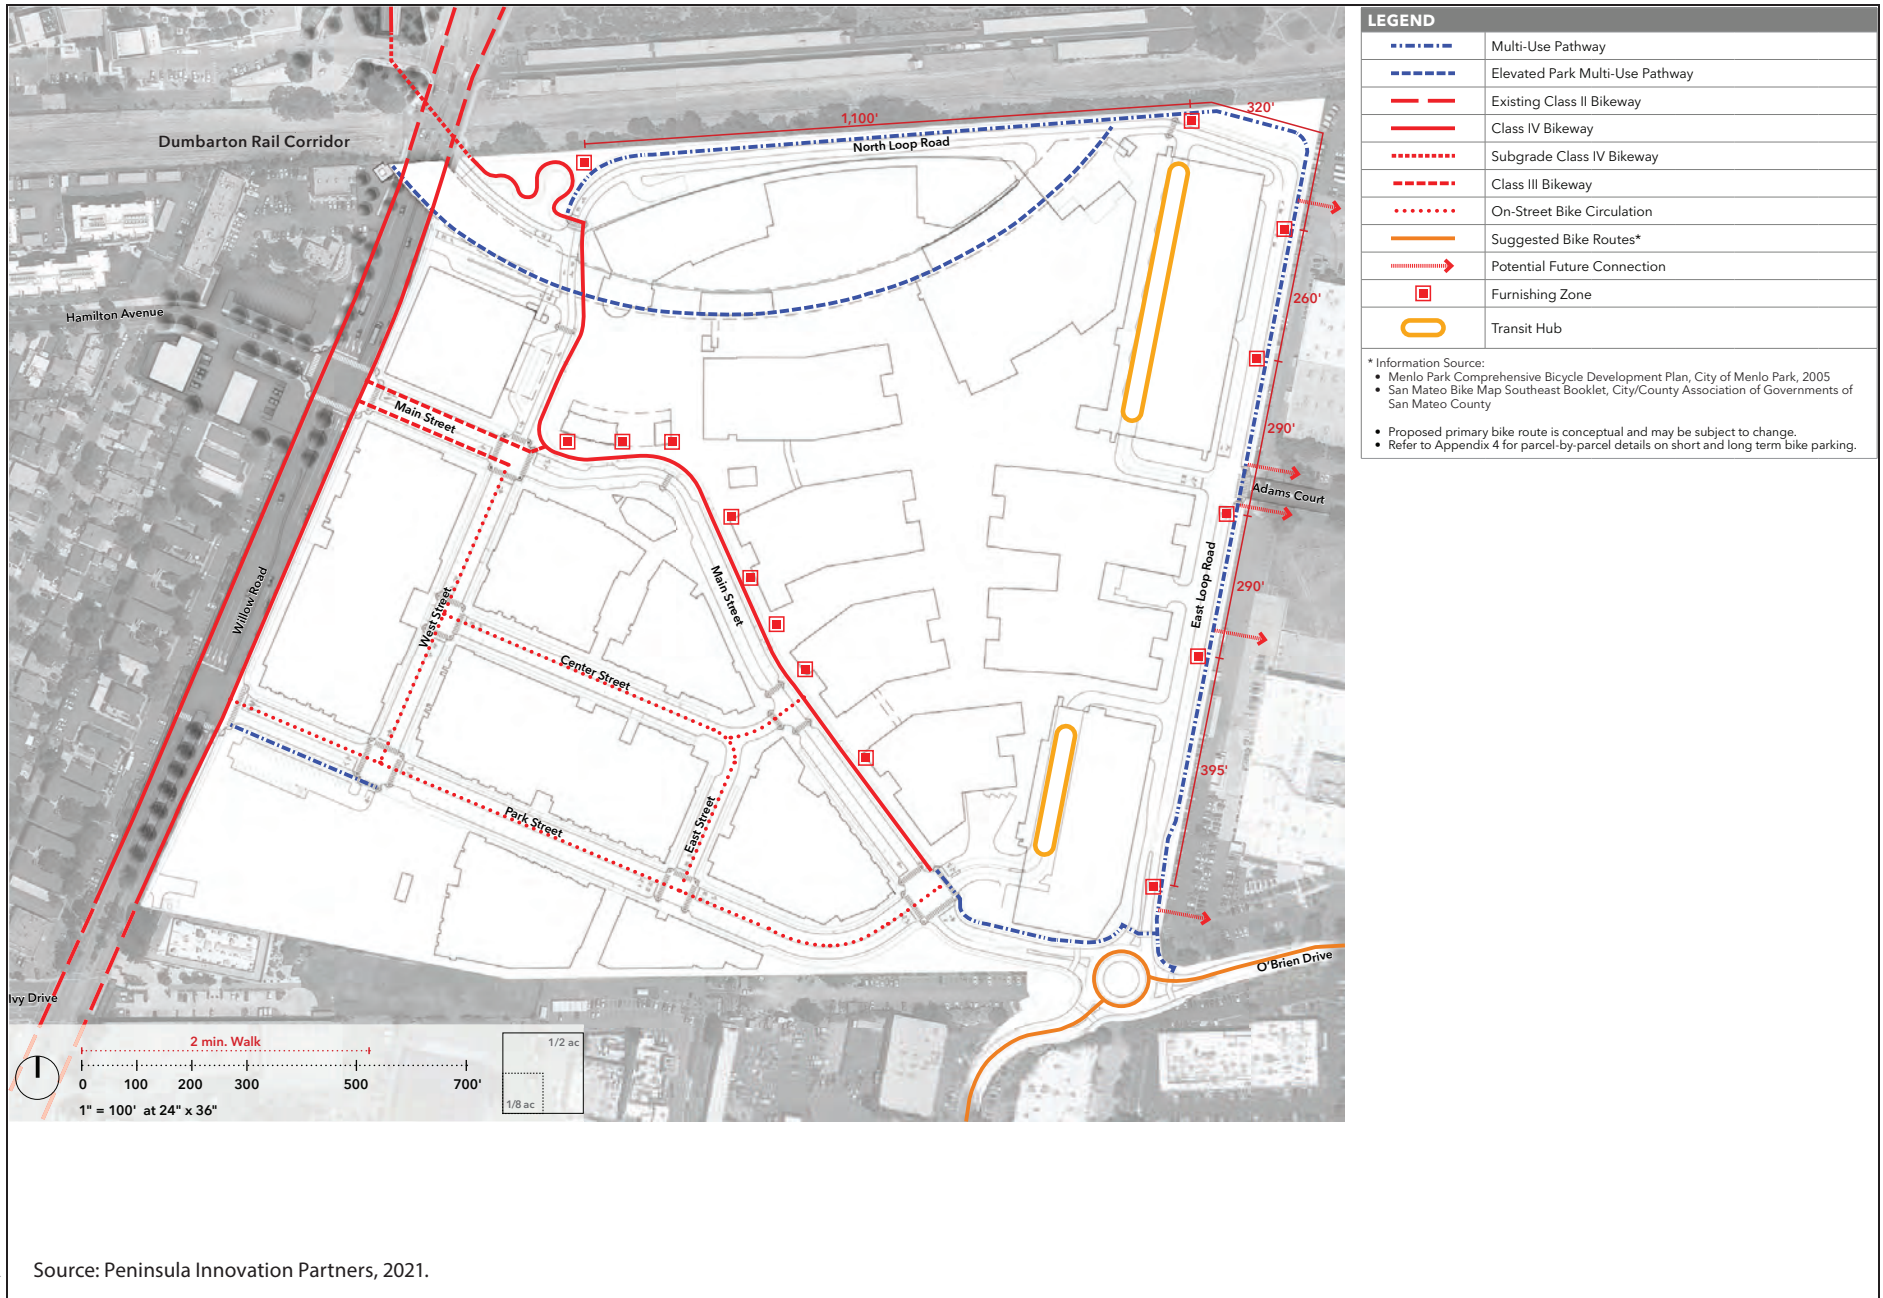 Dumbarton Rail Corridor
1,100'
320'
North Loop Road
Hamilton Avenue
260'
Main Street
290'
Adams Court
Willow Road
West Street
Main Street
East Loop Road
290'
Center Street
395'
Park Street
East Street
O'Brien Drive
Ivy Drive
2 min. Walk
0 100 200 300 500 700'
1" = 100' at 24" x 36"
1/2 ac
1/8 ac
LEGEND
Multi-Use Pathway
Elevated Park Multi-Use Pathway
Existing Class II Bikeway
Class IV Bikeway
Subgrade Class IV Bikeway
Class III Bikeway
On-Street Bike Circulation
Suggested Bike Routes*
Potential Future Connection
Furnishing Zone
Transit Hub
* Information Source:
• Menlo Park Comprehensive Bicycle Development Plan, City of Menlo Park, 2005
• San Mateo Bike Map Southeast Booklet, City/County Association of Governments of
San Mateo County
• Proposed primary bike route is conceptual and may be subject to change.
• Refer to Appendix 4 for parcel-by-parcel details on short and long term bike parking.
Source: Peninsula Innovation Partners, 2021.